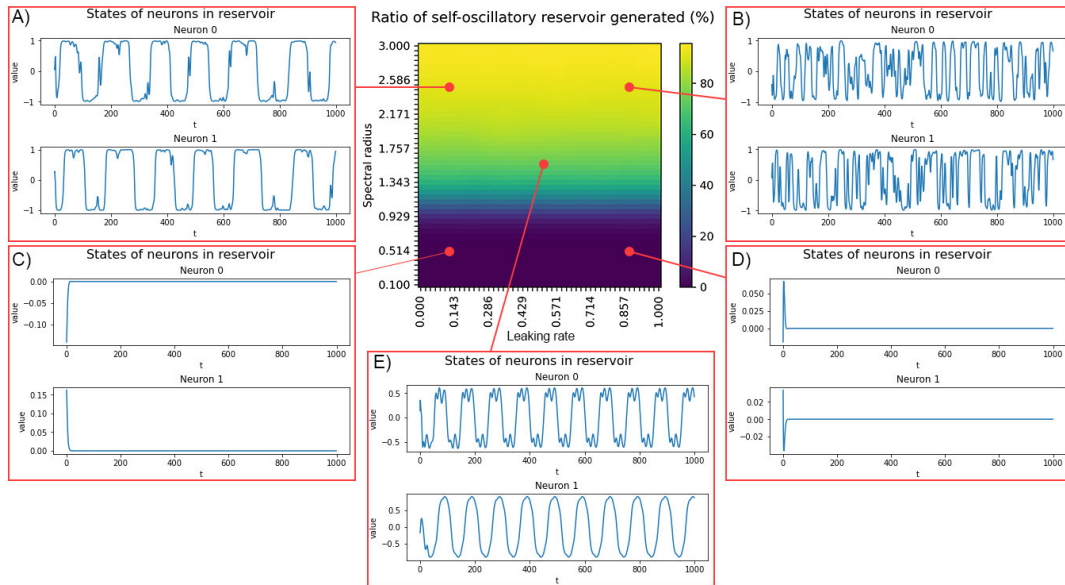 A)
States of neurons in reservoir
Neuron 0
value
1
0
−1
0 200 400 600 800 1000
t
Neuron 1
value
1
0
−1
0 200 400 600 800 1000
t
Ratio of self-oscillatory reservoir generated (%)
Spectral radius
3.000
2.586
2.171
1.757
1.343
0.929
0.514
0.100
0.000 0.143 0.286 0.429 0.571 0.714 0.857 1.000
Leaking rate
80
60
40
20
0
B)
States of neurons in reservoir
Neuron 0
value
1
0
−1
0 200 400 600 800 1000
t
Neuron 1
value
1
0
−1
0 200 400 600 800 1000
t
C)
States of neurons in reservoir
Neuron 0
value
0.00
−0.05
−0.10
0 200 400 600 800 1000
t
Neuron 1
value
0.15
0.10
0.05
0.00
0 200 400 600 800 1000
t
D)
States of neurons in reservoir
Neuron 0
value
0.050
0.025
0.000
0 200 400 600 800 1000
t
Neuron 1
value
0.02
0.00
−0.02
0 200 400 600 800 1000
t
E)
States of neurons in reservoir
Neuron 0
value
0.5
0.0
−0.5
0 200 400 600 800 1000
t
Neuron 1
value
0.5
0.0
−0.5
0 200 400 600 800 1000
t